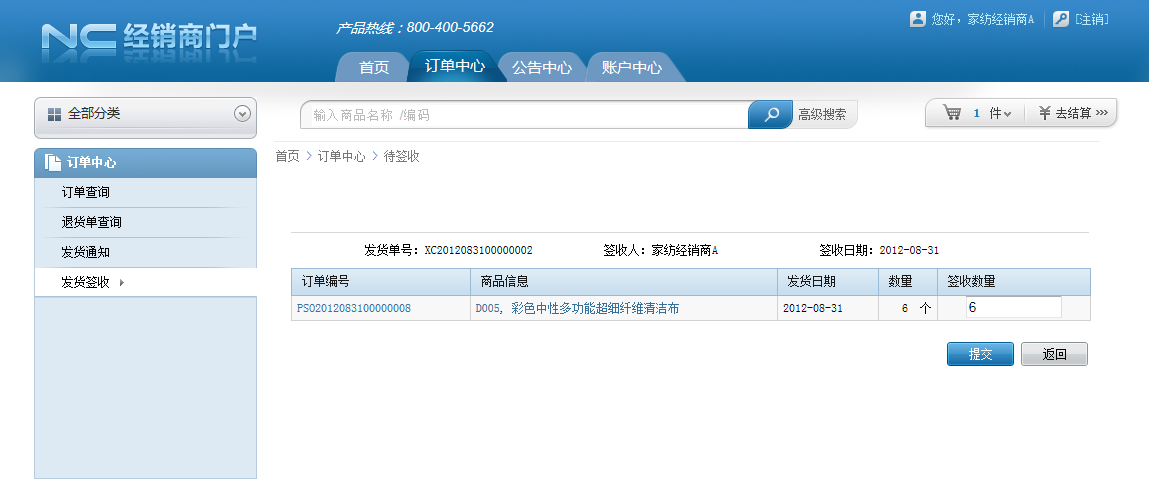 NC 经销商门户
产品热线：800-400-5662
您好，家纺经销商A
[注销]
首页
订单中心
公告中心
账户中心
全部分类
输入商品名称 /编码
高级搜索
1 件
去结算 >>>
订单中心
订单查询
退货单查询
发货通知
发货签收
首页 > 订单中心 > 待签收
发货单号：XC2012083100000002 签收人：家纺经销商A 签收日期：2012-08-31
订单编号 商品信息 发货日期 数量 签收数量
PSO2012083100000008 D005, 彩色中性多功能超细纤维清洁布 2012-08-31 6 个 6
提交 返回